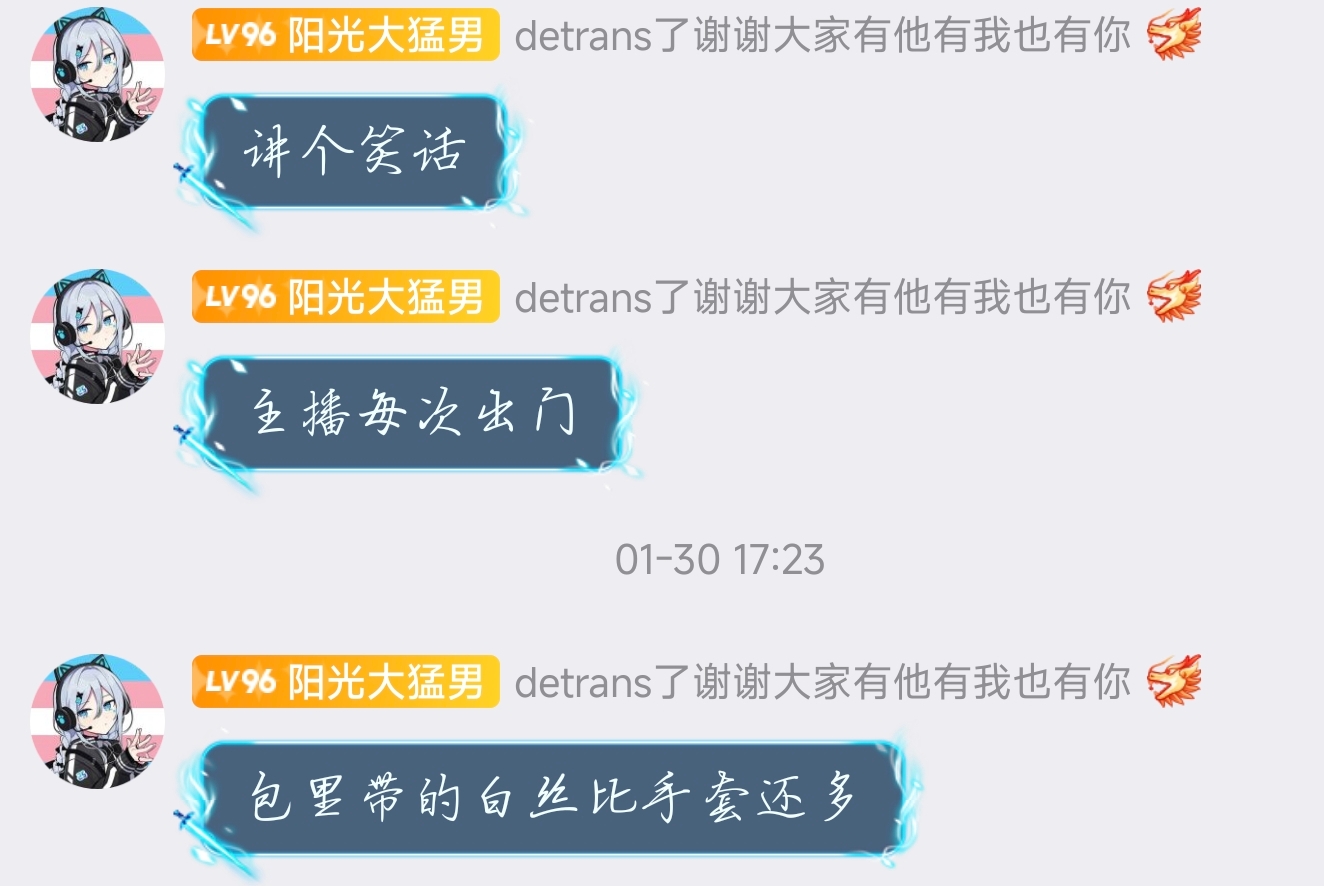 LV96 阳光大猛男 detrans了谢谢大家有他有我也有你
讲个笑话
LV96 阳光大猛男 detrans了谢谢大家有他有我也有你
主播每次出门
01-30 17:23
LV96 阳光大猛男 detrans了谢谢大家有他有我也有你
包里带的白丝比手套还多